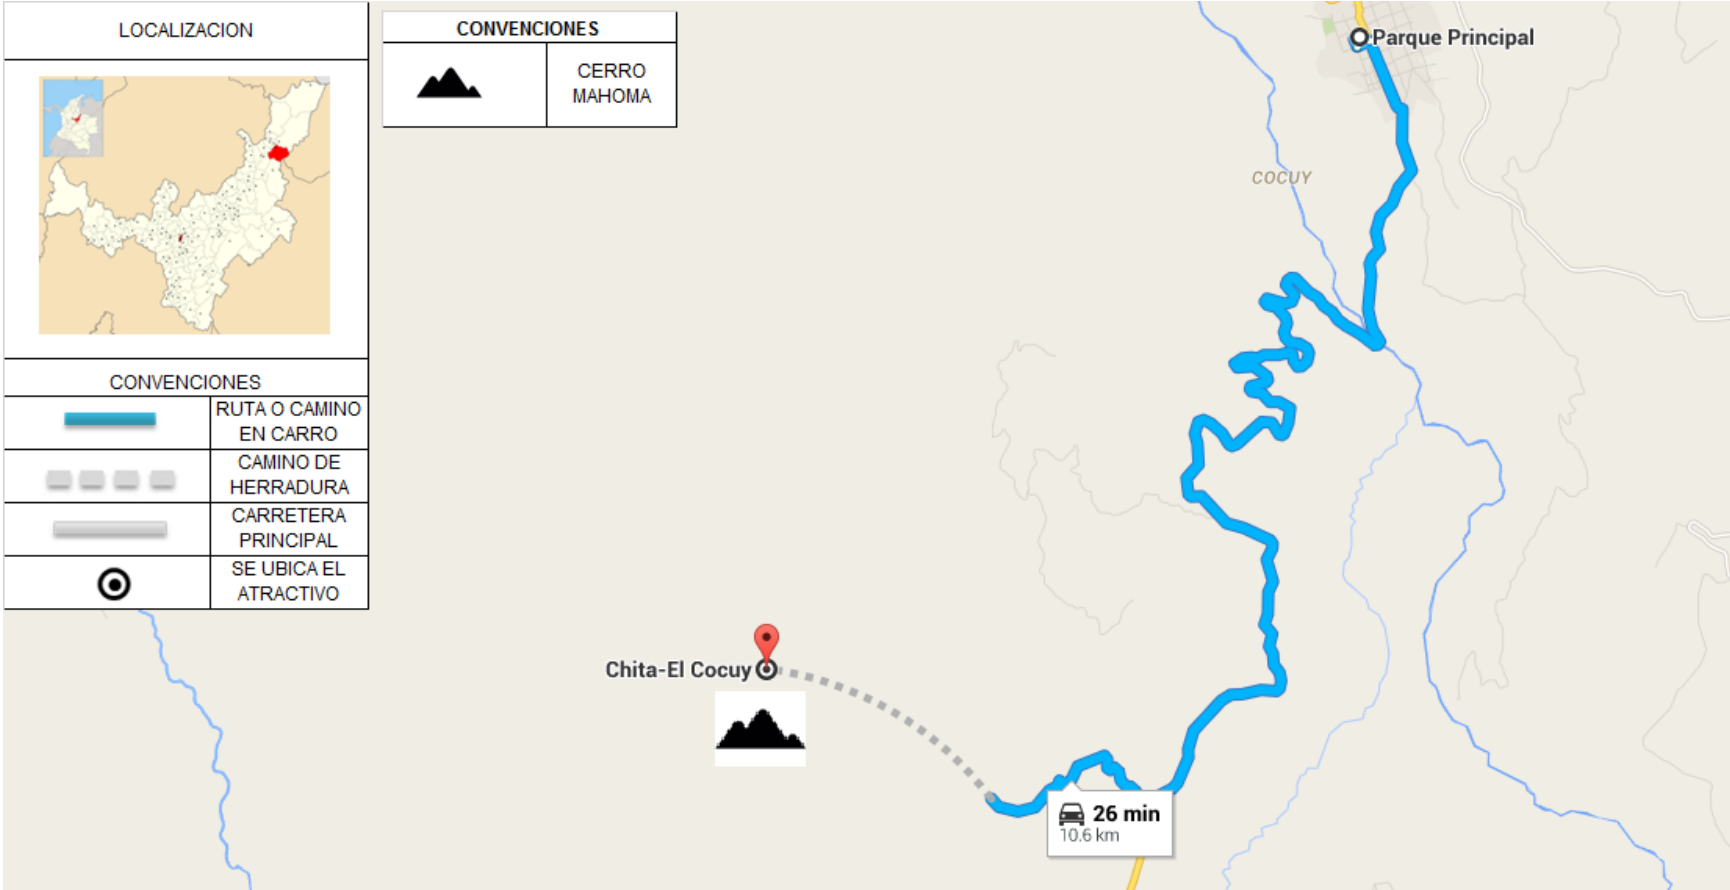 LOCALIZACION
CONVENCIONES
RUTA O CAMINO
EN CARRO
CAMINO DE
HERRADURA
CARRETERA
PRINCIPAL
SE UBICA EL
ATRACTIVO
CONVENCIONES
CERRO
MAHOMA
Parque Principal
COCUY
Chita-El Cocuy
26 min
10.6 km